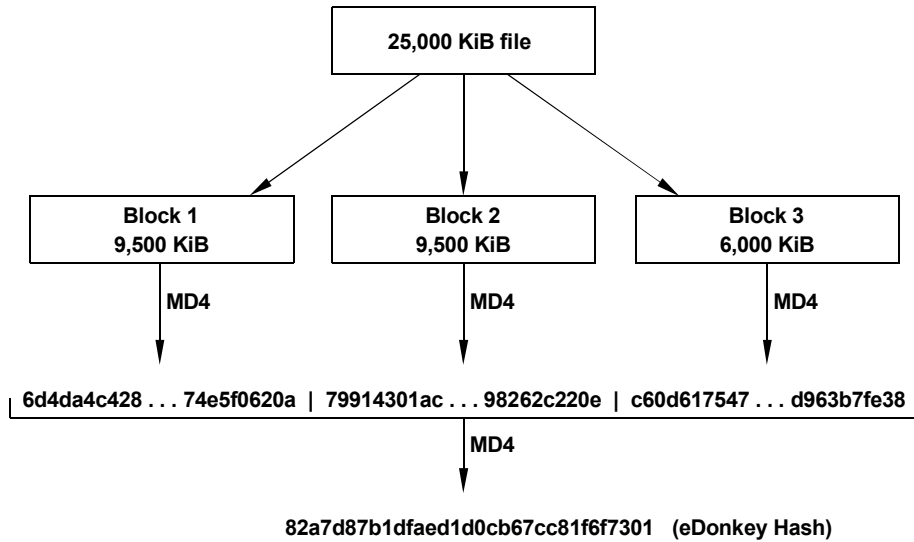 25,000 KiB file
Block 1
9,500 KiB
Block 2
9,500 KiB
Block 3
6,000 KiB
MD4
MD4
MD4
6d4da4c428 . . . 74e5f0620a | 79914301ac . . . 98262c220e | c60d617547 . . . d963b7fe38
MD4
82a7d87b1dfaed1d0cb67cc81f6f7301 (eDonkey Hash)